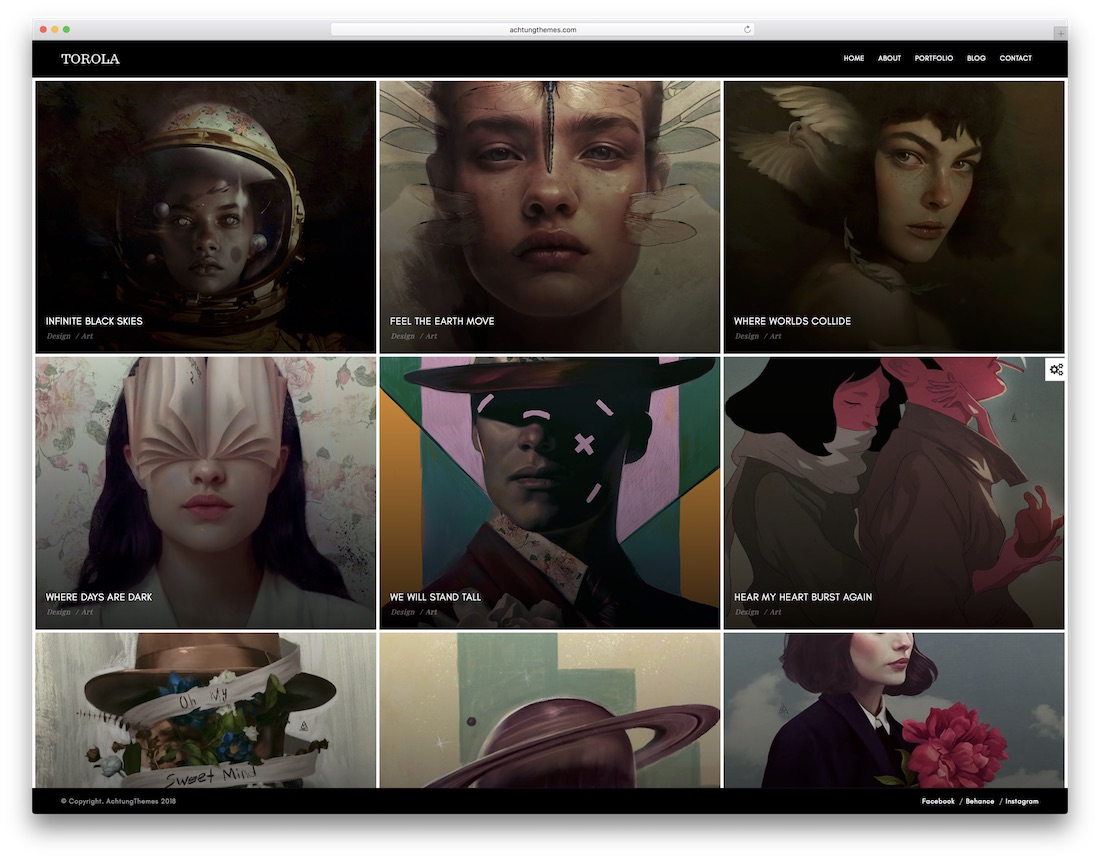 achtungthemes.com
TOROLA
HOME ABOUT PORTFOLIO BLOG CONTACT
INFINITE BLACK SKIES
Design / Art
FEEL THE EARTH MOVE
Design / Art
WHERE WORLDS COLLIDE
Design / Art
WHERE DAYS ARE DARK
Design / Art
WE WILL STAND TALL
Design / Art
HEAR MY HEART BURST AGAIN
Design / Art
Oh My
Sweet Mind
© Copyright. AchtungThemes 2018
Facebook / Behance / Instagram